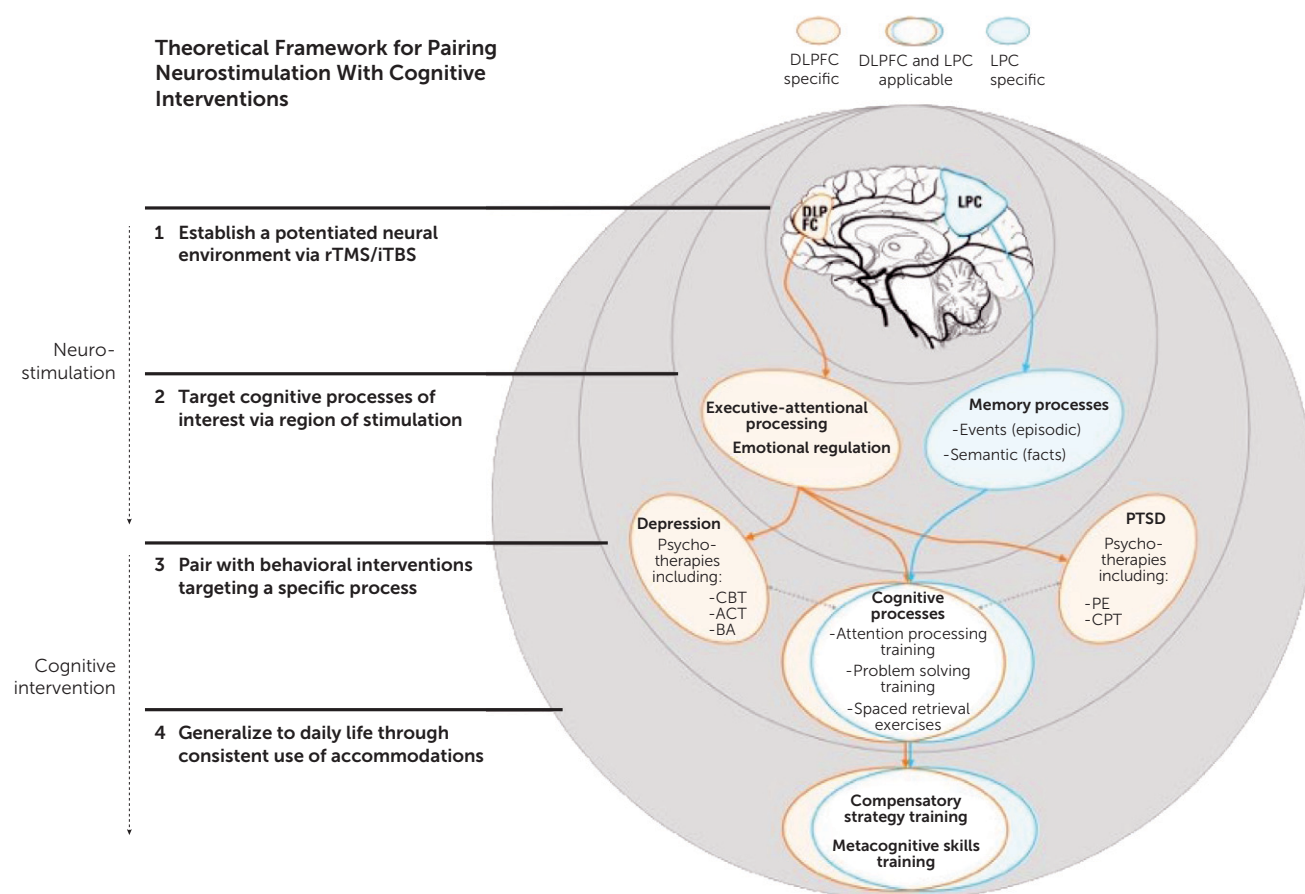 Theoretical Framework for Pairing
Neurostimulation With Cognitive
Interventions
DLPFC
specific
DLPFC and LPC
applicable
LPC
specific
DLP
FC
LPC
1 Establish a potentiated neural
environment via rTMS/iTBS
Neuro-
stimulation
2 Target cognitive processes of
interest via region of stimulation
Executive-attentional
processing
Emotional regulation
Memory processes
-Events (episodic)
-Semantic (facts)
3 Pair with behavioral interventions
targeting a specific process
Depression
Psycho-
therapies
including:
-CBT
-ACT
-BA
PTSD
Psycho-
therapies
including:
-PE
-CPT
Cognitive
processes
-Attention processing
training
-Problem solving
training
-Spaced retrieval
exercises
Cognitive
intervention
4 Generalize to daily life through
consistent use of accommodations
Compensatory
strategy training
Metacognitive skills
training